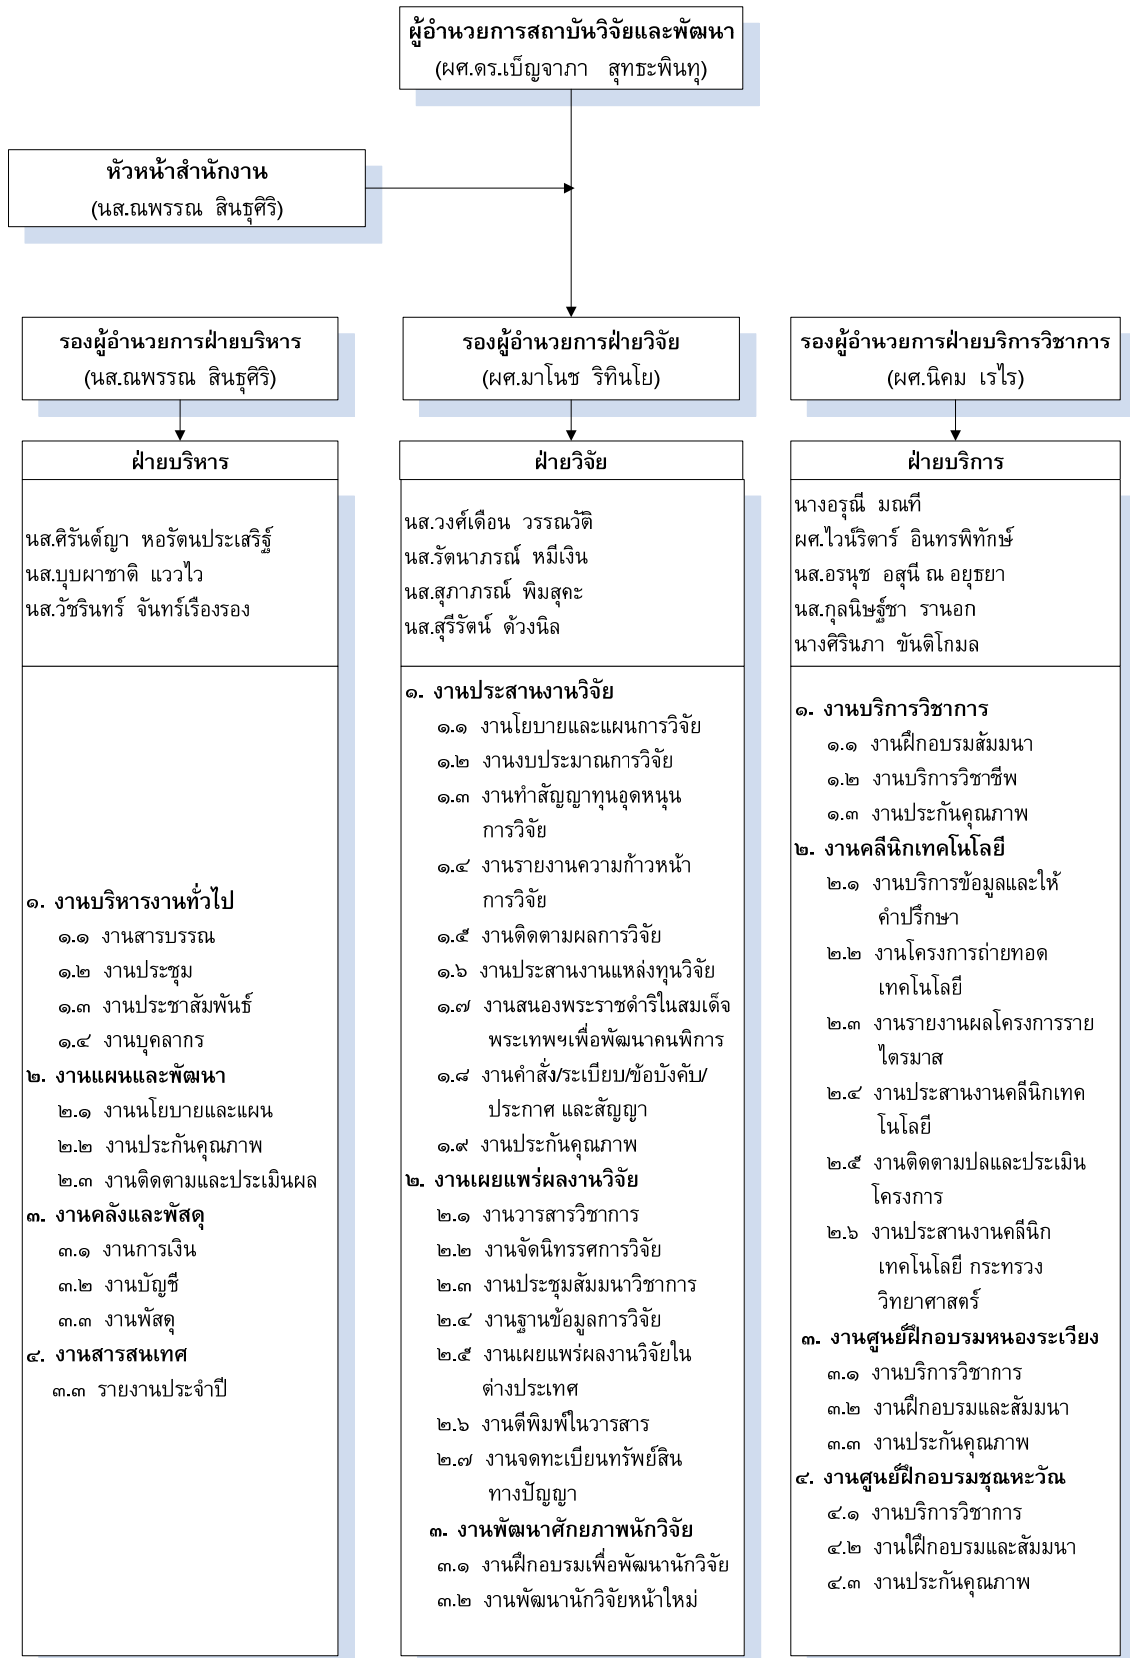 ผู้อำนวยการสถาบันวิจัยและพัฒนา
(ผศ.ดร.เบ็ญจาภา สุทธะพินทุ)
หัวหน้าสำนักงาน
(นส.ณพรรณ สินธุศิริ)
รองผู้อำนวยการฝ่ายบริหาร
(นส.ณพรรณ สินธุศิริ)
ฝ่ายบริหาร
นส.ศิรันต์ญา หอรัตนประเสริฐ์
นส.บุบผาชาติ แววไว
นส.วัชรินทร์ จันทร์เรืองรอง
๑. งานบริหารงานทั่วไป
๑.๑ งานสารบรรณ
๑.๒ งานประชุม
๑.๓ งานประชาสัมพันธ์
๑.๔ งานบุคลากร
๒. งานแผนและพัฒนา
๒.๑ งานนโยบายและแผน
๒.๒ งานประกันคุณภาพ
๒.๓ งานติดตามและประเมินผล
๓. งานคลังและพัสดุ
๓.๑ งานการเงิน
๓.๒ งานบัญชี
๓.๓ งานพัสดุ
๔. งานสารสนเทศ
๓.๓ รายงานประจำปี
รองผู้อำนวยการฝ่ายวิจัย
(ผศ.มาโนช ริทินโย)
ฝ่ายวิจัย
นส.วงศ์เดือน วรรณวัติ
นส.รัตนาภรณ์ หมีเงิน
นส.สุภาภรณ์ พิมสุคะ
นส.สุรีรัตน์ ด้วงนิล
๑. งานประสานงานวิจัย
๑.๑ งานโยบายและแผนการวิจัย
๑.๒ งานงบประมาณการวิจัย
๑.๓ งานทำสัญญาทุนอุดหนุน
การวิจัย
๑.๔ งานรายงานความก้าวหน้า
การวิจัย
๑.๕ งานติดตามผลการวิจัย
๑.๖ งานประสานงานแหล่งทุนวิจัย
๑.๗ งานสนองพระราชดำริในสมเด็จ
พระเทพฯเพื่อพัฒนาคนพิการ
๑.๘ งานคำสั่ง/ระเบียบ/ข้อบังคับ/
ประกาศ และสัญญา
๑.๙ งานประกันคุณภาพ
๒. งานเผยแพร่ผลงานวิจัย
๒.๑ งานวารสารวิชาการ
๒.๒ งานจัดนิทรรศการวิจัย
๒.๓ งานประชุมสัมมนาวิชาการ
๒.๔ งานฐานข้อมูลการวิจัย
๒.๕ งานเผยแพร่ผลงานวิจัยใน
ต่างประเทศ
๒.๖ งานตีพิมพ์ในวารสาร
๒.๗ งานจดทะเบียนทรัพย์สิน
ทางปัญญา
๓. งานพัฒนาศักยภาพนักวิจัย
๓.๑ งานฝึกอบรมเพื่อพัฒนานักวิจัย
๓.๒ งานพัฒนานักวิจัยหน้าใหม่
รองผู้อำนวยการฝ่ายบริการวิชาการ
(ผศ.นิคม เรไร)
ฝ่ายบริการ
นางอรุณี มณที
ผศ.ไวน์ริตาร์ อินทรพิทักษ์
นส.อรนุช อสุนี ณ อยุธยา
นส.กุลนิษฐ์ชา รานอก
นางศิรินภา ขันติโกมล
๑. งานบริการวิชาการ
๑.๑ งานฝึกอบรมสัมมนา
๑.๒ งานบริการวิชาชีพ
๑.๓ งานประกันคุณภาพ
๒. งานคลีนิกเทคโนโลยี
๒.๑ งานบริการข้อมูลและให้
คำปรึกษา
๒.๒ งานโครงการถ่ายทอด
เทคโนโลยี
๒.๓ งานรายงานผลโครงการราย
ไตรมาส
๒.๔ งานประสานงานคลีนิกเทค
โนโลยี
๒.๕ งานติดตามปลและประเมิน
โครงการ
๒.๖ งานประสานงานคลีนิก
เทคโนโลยี กระทรวง
วิทยาศาสตร์
๓. งานศูนย์ฝึกอบรมหนองระเวียง
๓.๑ งานบริการวิชาการ
๓.๒ งานฝึกอบรมและสัมมนา
๓.๓ งานประกันคุณภาพ
๔. งานศูนย์ฝึกอบรมชุณหะวัณ
๔.๑ งานบริการวิชาการ
๔.๒ งานใฝึกอบรมและสัมมนา
๔.๓ งานประกันคุณภาพ